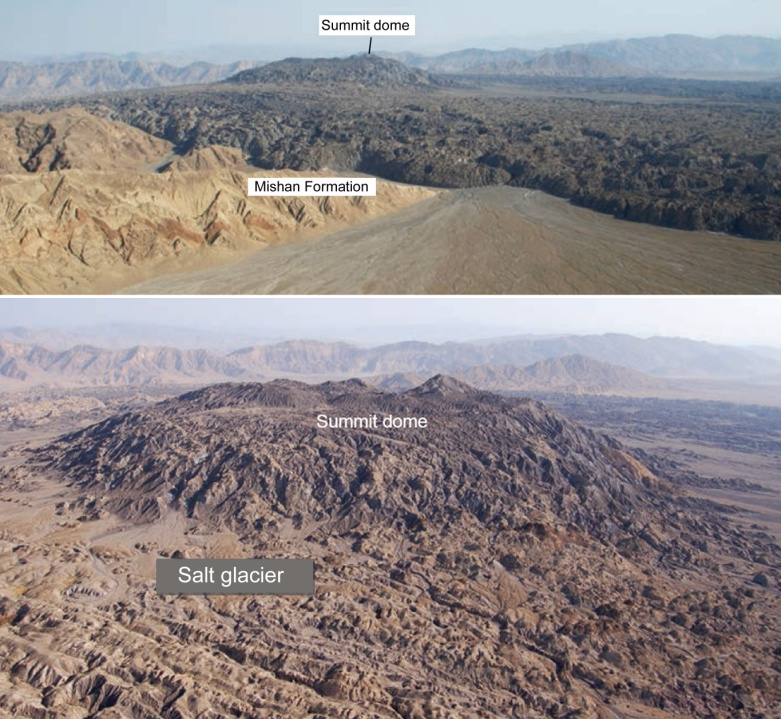 Summit dome
Mishan Formation
Summit dome
Salt glacier